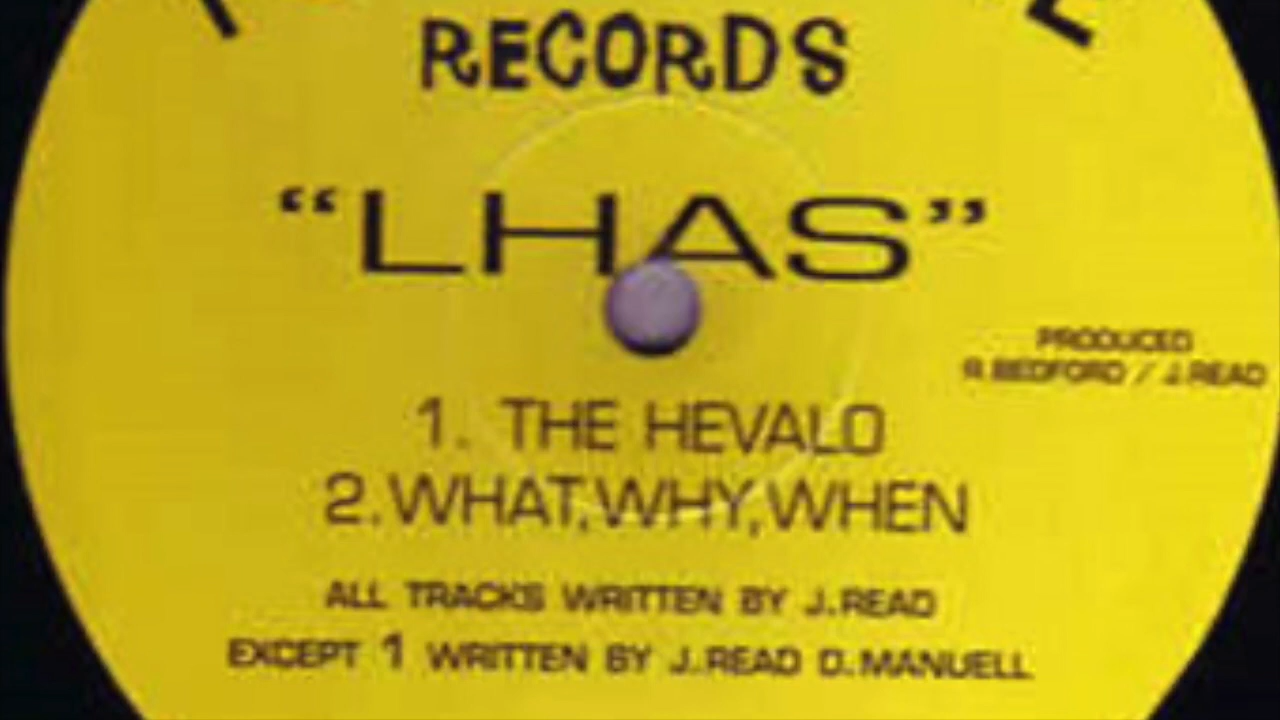 RECORDS
“LHAS”
PRODUCED
R.BEDFORD / J.READ
1. THE HEVALO
2.WHAT,WHY,WHEN
ALL TRACKS WRITTEN BY J.READ
EXCEPT 1 WRITTEN BY J.READ D.MANUELL